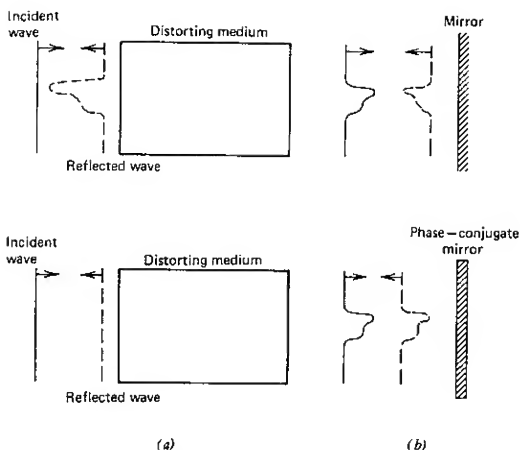 Incident
wave
Distorting medium
Mirror
Reflected wave
Incident
wave
Distorting medium
Phase-conjugate
mirror
Reflected wave
(a)
(b)